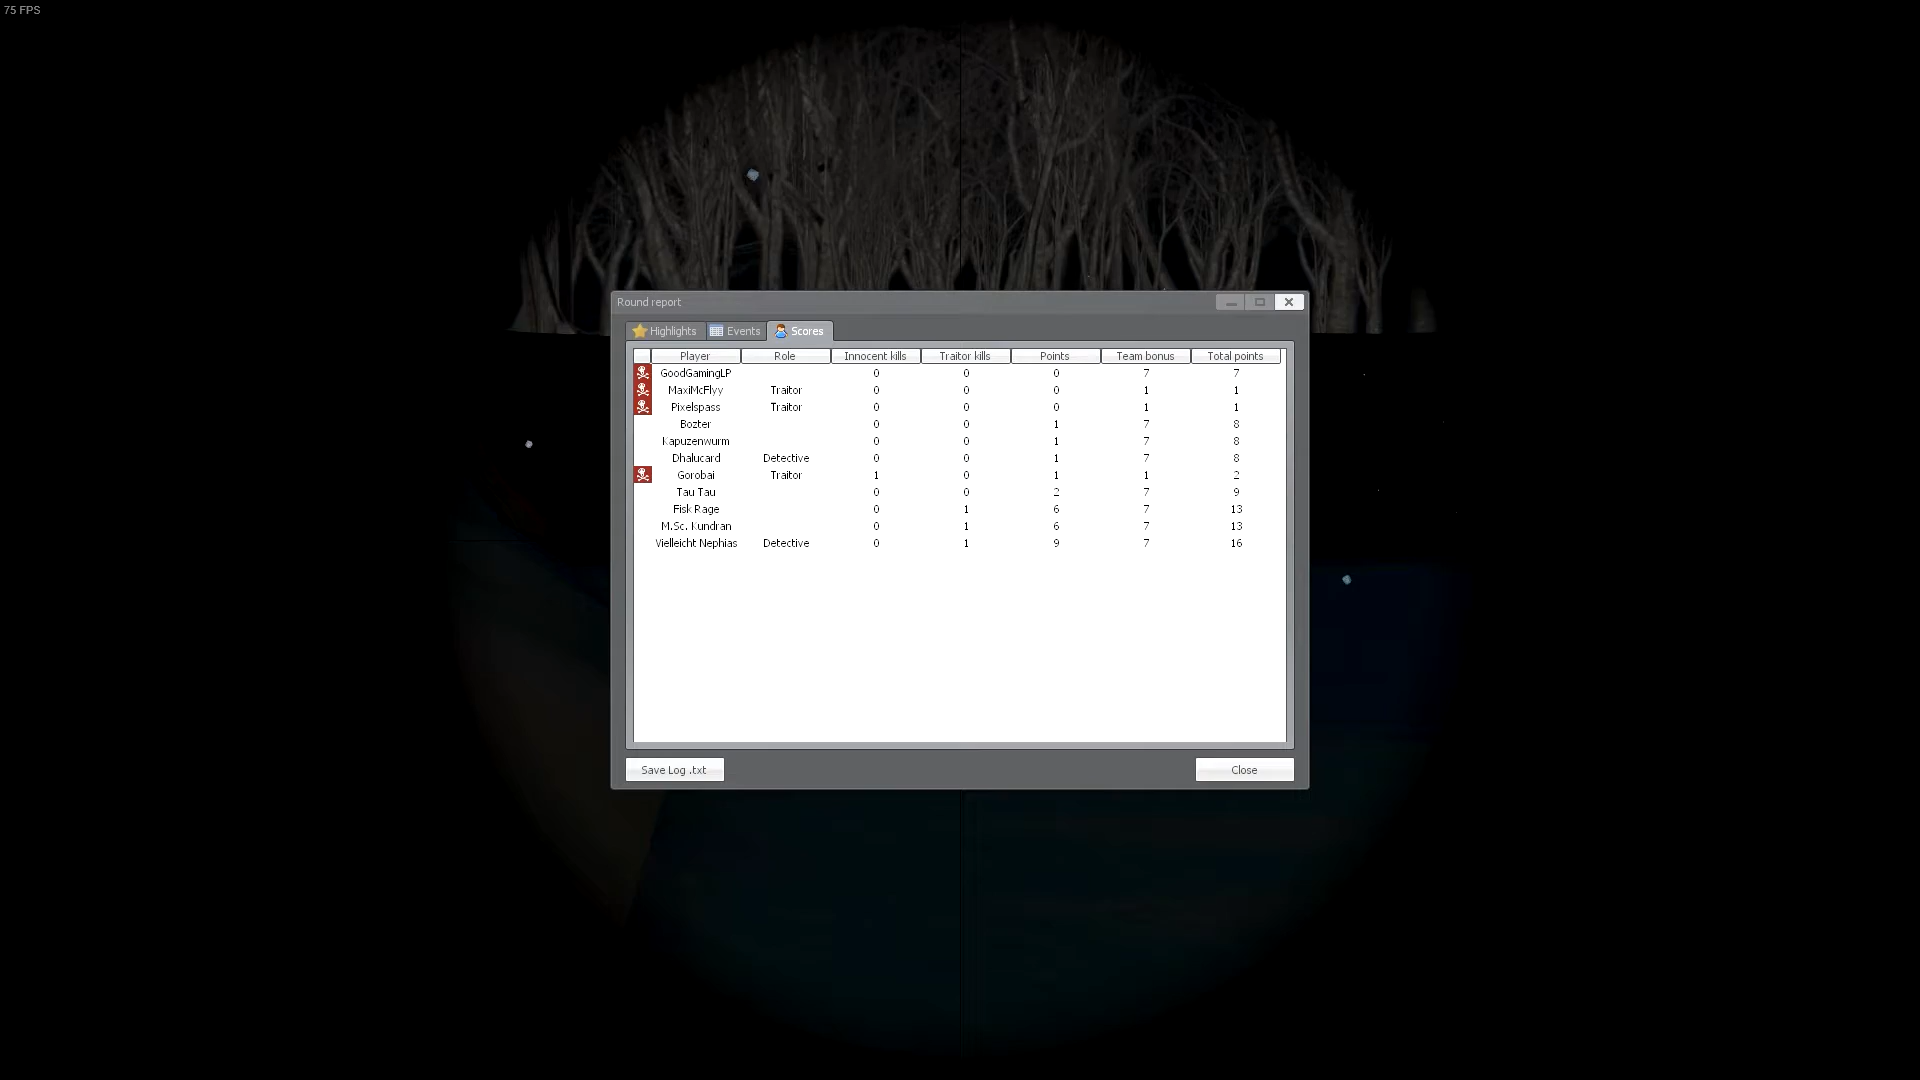 75 FPS
Round report
Highlights Events Scores
Player Role Innocent kills Traitor kills Points Team bonus Total points
GoodGamingLP 0 0 0 7 7
MaxiMcFlyy Traitor 0 0 0 1 1
Pixelspass Traitor 0 0 0 1 1
Bozter 0 0 1 7 8
Kapuzenwurm 0 0 1 7 8
Dhalucard Detective 0 0 1 7 8
Gorobai Traitor 1 0 1 1 2
Tau Tau 0 0 2 7 9
Fisk Rage 0 1 6 7 13
M.Sc. Kundran 0 1 6 7 13
Vielleicht Nephias Detective 0 1 9 7 16
Save Log .txt Close